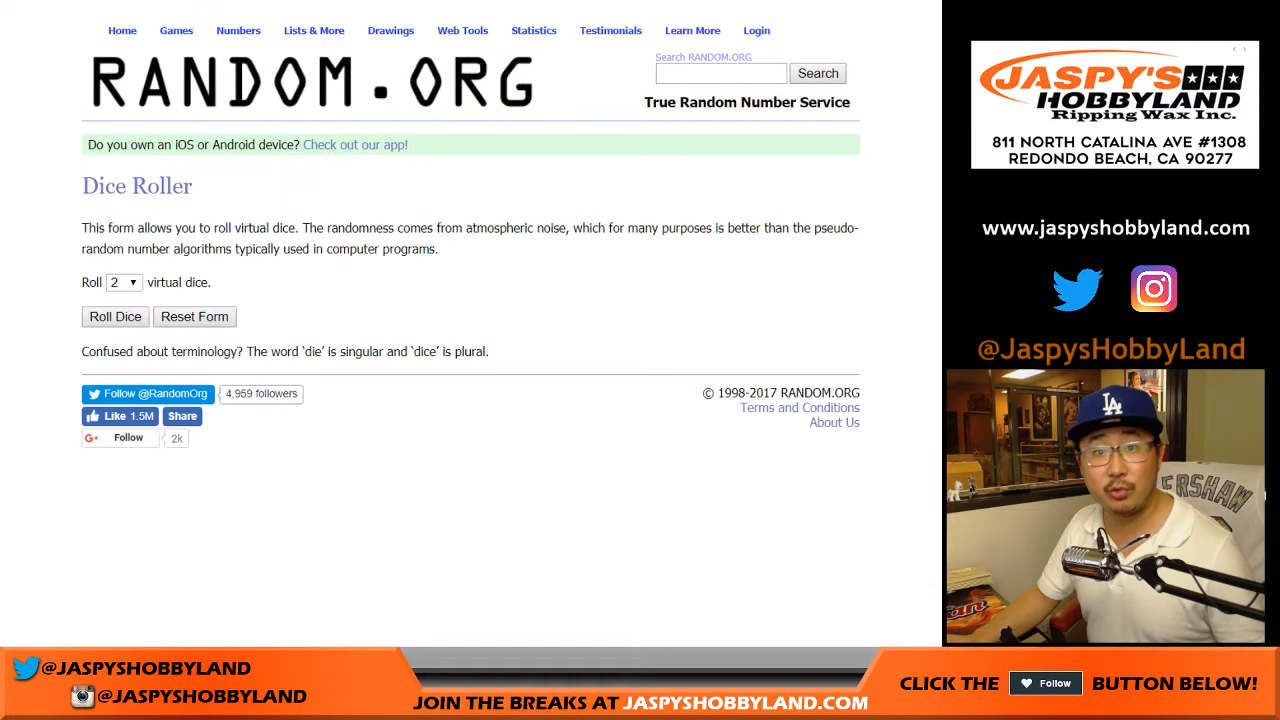 Home Games Numbers Lists & More Drawings Web Tools Statistics Testimonials Learn More Login
RANDOM.ORG
Search RANDOM.ORG
Search
True Random Number Service
Do you own an iOS or Android device? Check out our app!
Dice Roller
This form allows you to roll virtual dice. The randomness comes from atmospheric noise, which for many purposes is better than the pseudo-
random number algorithms typically used in computer programs.
Roll 2 virtual dice.
Roll Dice Reset Form
Confused about terminology? The word ‘die’ is singular and ‘dice’ is plural.
Follow @RandomOrg 4,959 followers
Like 1.5M Share
G+ Follow 2k
© 1998-2017 RANDOM.ORG
Terms and Conditions
About Us
JASPY'S
HOBBYLAND
Ripping Wax Inc.
811 NORTH CATALINA AVE #1308
REDONDO BEACH, CA 90277
www.jaspyshobbyland.com
@JaspysHobbyLand
LA
ERSHAW
@JASPYSHOBBYLAND
@JASPYSHOBBYLAND
JOIN THE BREAKS AT JASPYSHOBBYLAND.COM
CLICK THE Follow BUTTON BELOW!